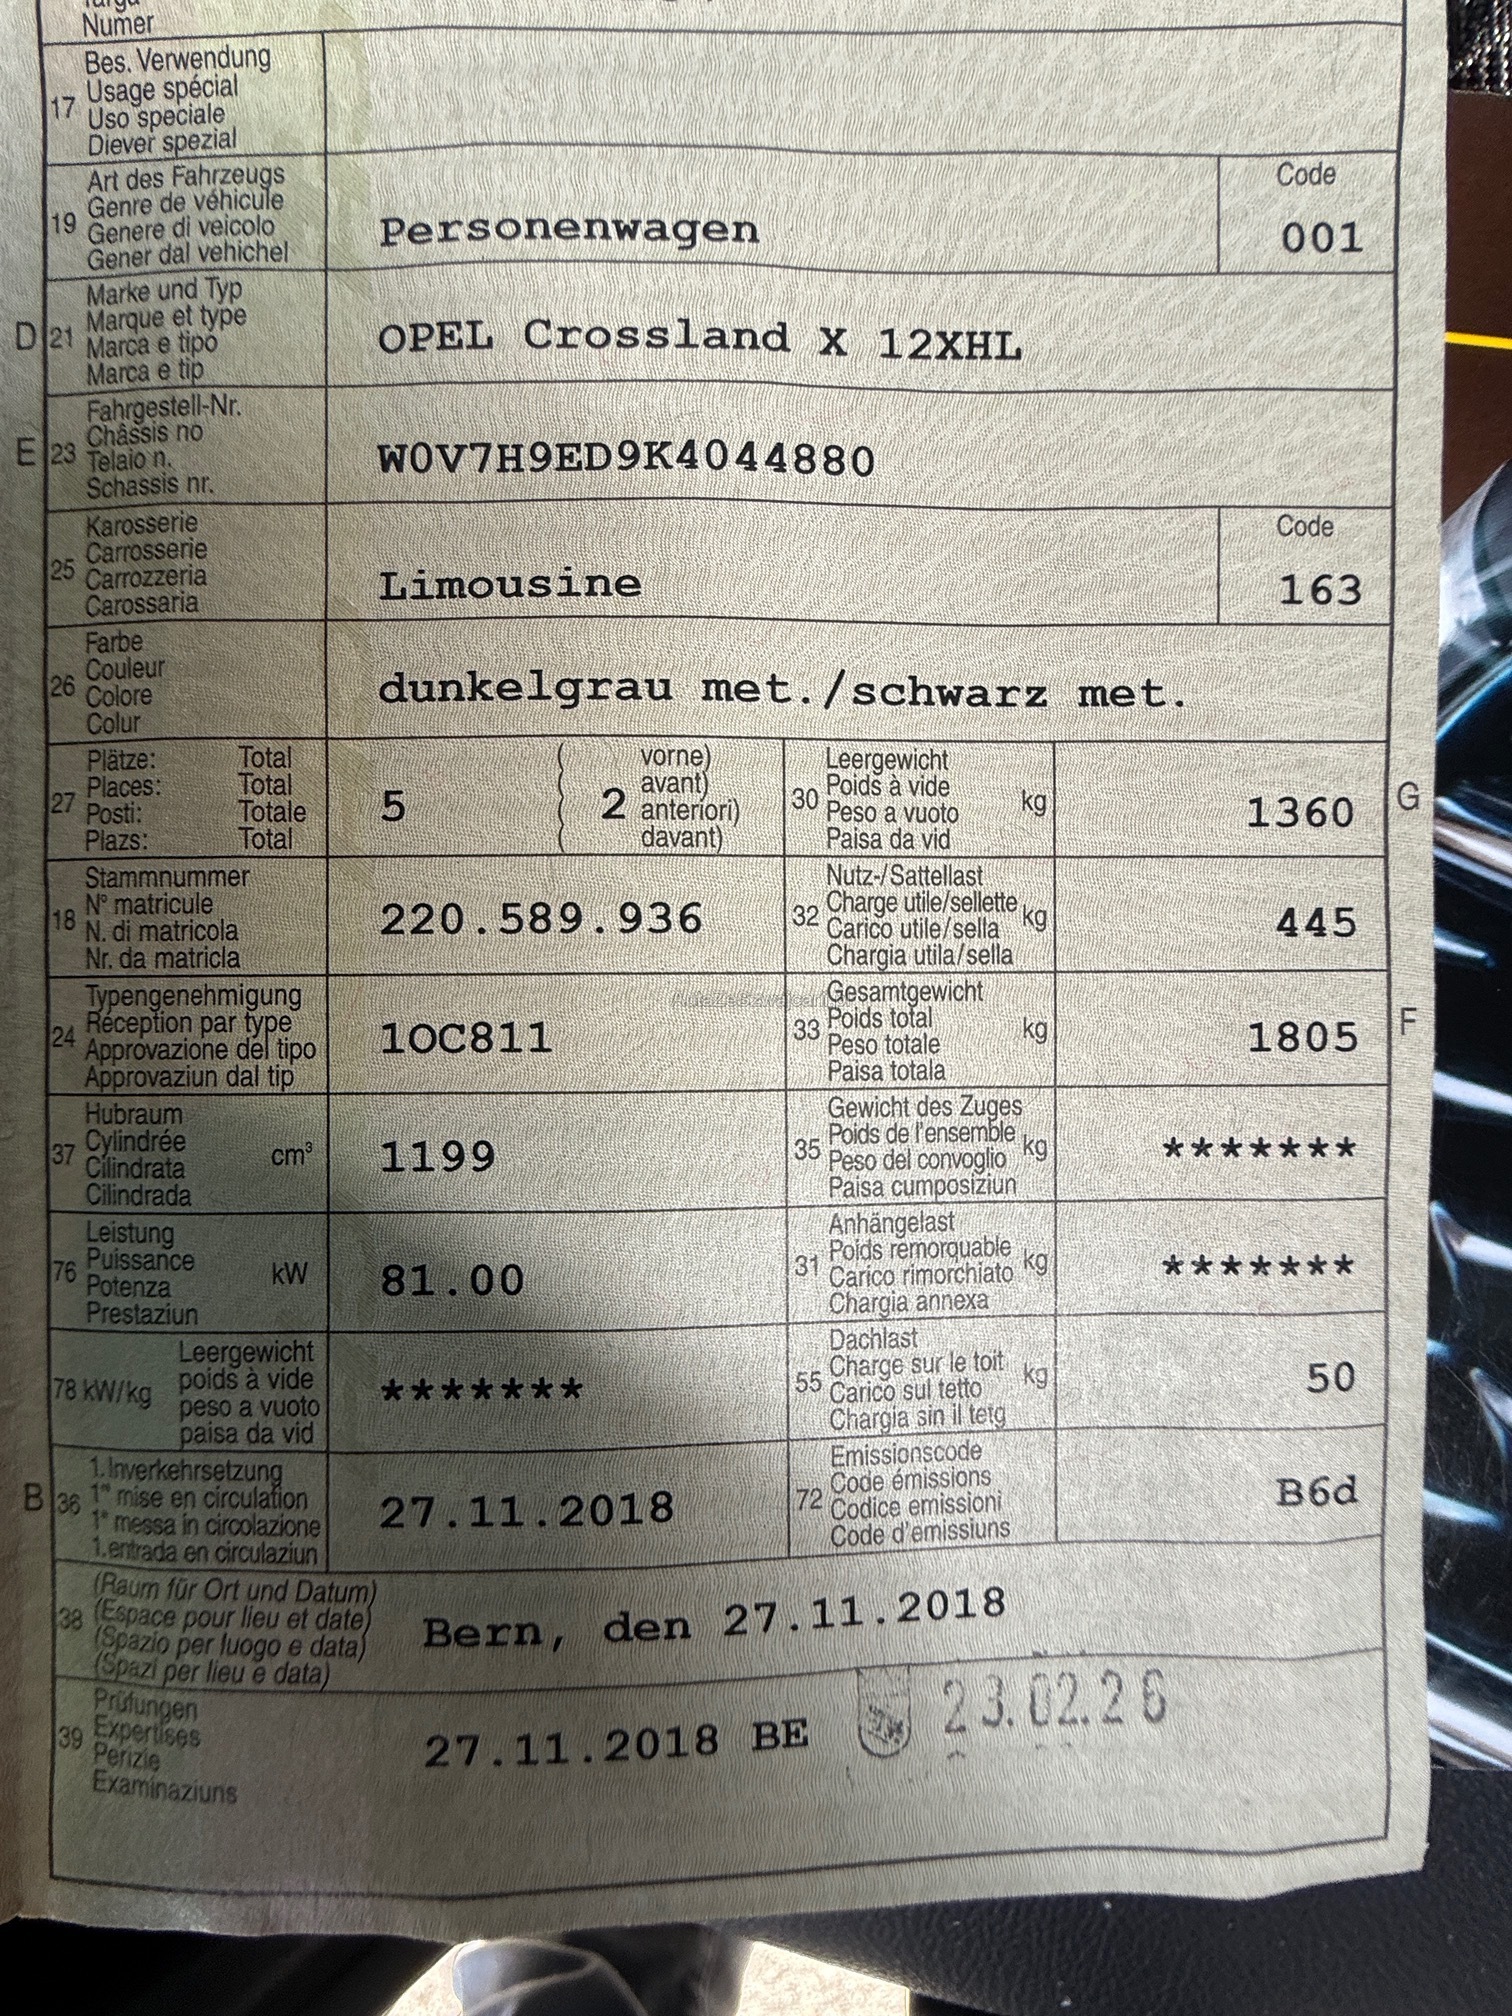 Numer
17 Bes. Verwendung
Usage spécial
Uso speciale
Diever spezial
19 Art des Fahrzeugs
Genre de véhicule
Genere di veicolo
Gener dal vehichel
Personenwagen
Code
001
D 21 Marke und Typ
Marque et type
Marca e tipo
Marca e tip
OPEL Crossland X 12XHL
E 23 Fahrgestell-Nr.
Châssis no
Telaio n.
Schassis nr.
W0V7H9ED9K4044880
25 Karosserie
Carrosserie
Carrozzeria
Carossaria
Limousine
Code
163
26 Farbe
Couleur
Colore
Colur
dunkelgrau met./schwarz met.
27 Plätze: Total
Places: Total
Posti: Totale
Plazs: Total
5
( 2 vorne)
avant)
anteriori)
davant)
30 Leergewicht
Poids à vide
Peso a vuoto
Paisa da vid
kg
1360
G
18 Stammnummer
N° matricule
N. di matricola
Nr. da matricla
220.589.936
32 Nutz-/Sattellast
Charge utile/sellette
Carico utile/sella
Chargia utila/sella
kg
445
24 Typengenehmigung
Réception par type
Approvazione del tipo
Approvaziun dal tip
1OC811
33 Gesamtgewicht
Poids total
Peso totale
Paisa totala
kg
1805
F
37 Hubraum
Cylindrée
Cilindrata
Cilindrada
cm³
1199
35 Gewicht des Zuges
Poids de l'ensemble
Peso del convoglio
Paisa cumposiziun
kg
*******
76 Leistung
Puissance
Potenza
Prestaziun
kW
81.00
31 Anhängelast
Poids remorquable
Carico rimorchiato
Chargia annexa
kg
*******
78 kW/kg
Leergewicht
poids à vide
peso a vuoto
paisa da vid
*******
55 Dachlast
Charge sur le toit
Carico sul tetto
Chargia sin il tetg
kg
50
B 36 1. Inverkehrsetzung
1re mise en circulation
1a messa in circolazione
1. entrada en circulaziun
27.11.2018
72 Emissionscode
Code émissions
Codice emissioni
Code d'emissiuns
B6d
38 (Raum für Ort und Datum)
(Espace pour lieu et date)
(Spazio per luogo e data)
(Spazi per lieu e data)
Bern, den 27.11.2018
39 Prüfungen
Expertises
Perizie
Examinaziuns
27.11.2018 BE
23.02.26